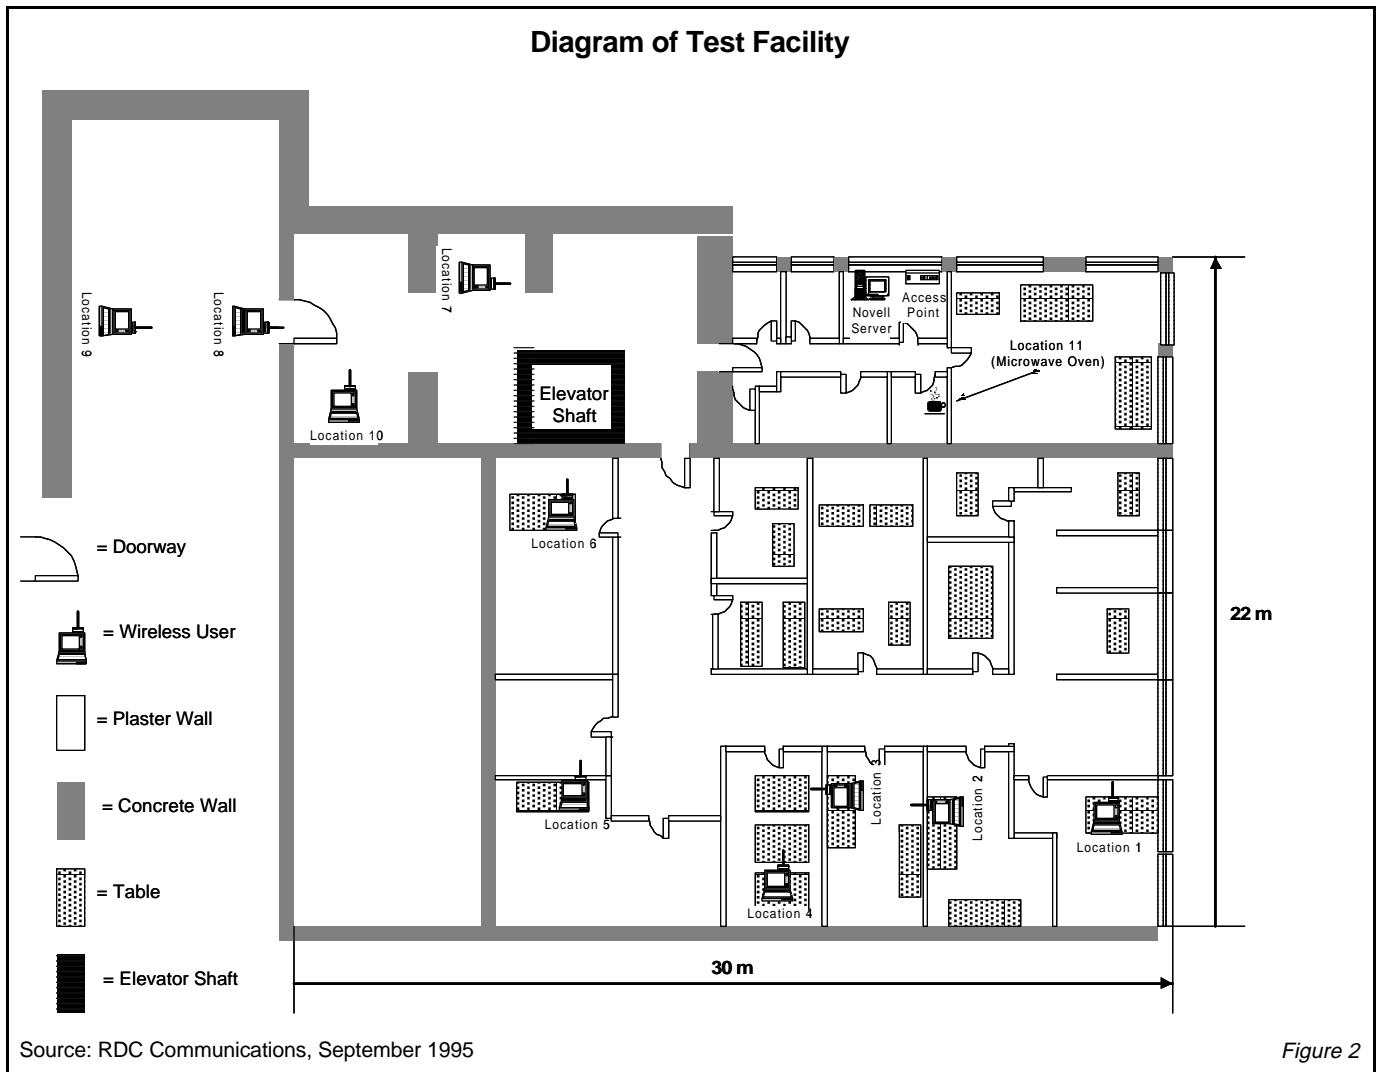 Diagram of Test Facility
Location 9
Location 8
Location 7
Location 10
Elevator
Shaft
Novell
Server
Access
Point
Location 11
(Microwave Oven)
Location 6
= Doorway
= Wireless User
= Plaster Wall
= Concrete Wall
= Table
= Elevator Shaft
22 m
Location 5
Location 4
Location 3
Location 2
Location 1
30 m
Source: RDC Communications, September 1995
Figure 2